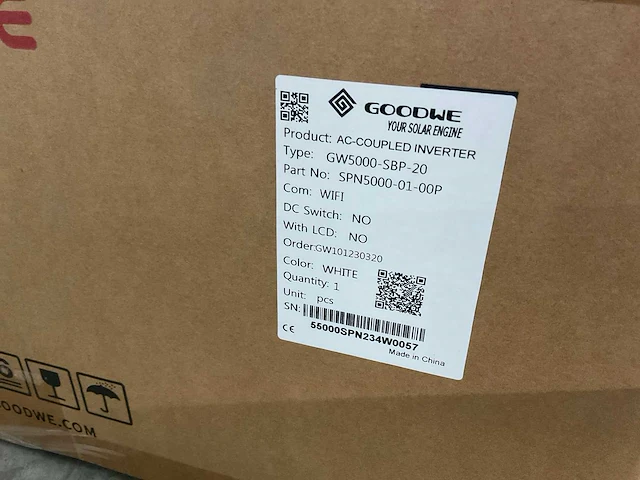 GOODWE
YOUR SOLAR ENGINE
Product: AC-COUPLED INVERTER
Type: GW5000-SBP-20
Part No: SPN5000-01-00P
Com: WIFI
DC Switch: NO
With LCD: NO
Order:GW101230320
Color: WHITE
Quantity: 1
Unit: pcs
SN:
55000SPN234W0057
CE Made in China
OODWE.COM